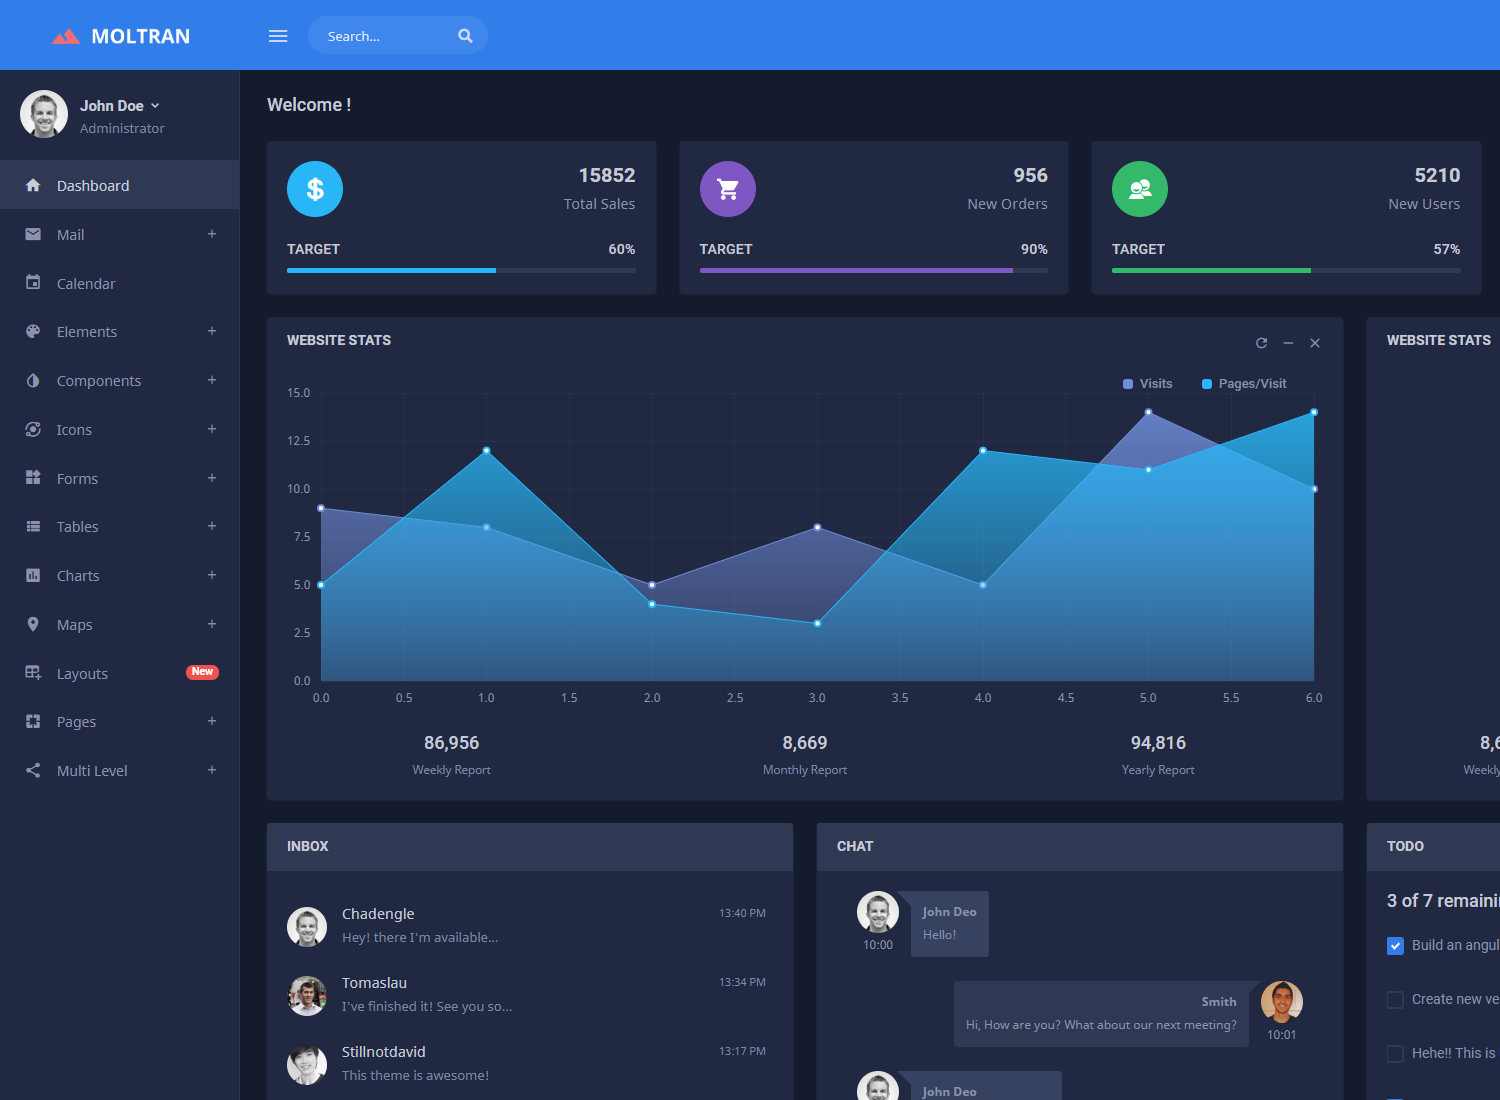 MOLTRAN
Search...
John Doe
Administrator
Dashboard
Mail +
Calendar
Elements +
Components +
Icons +
Forms +
Tables +
Charts +
Maps +
Layouts New
Pages +
Multi Level +
Welcome !
$ 15852
Total Sales
TARGET 60%
956
New Orders
TARGET 90%
5210
New Users
TARGET 57%
WEBSITE STATS
Visits Pages/Visit
15.0
12.5
10.0
7.5
5.0
2.5
0.0
0.0 0.5 1.0 1.5 2.0 2.5 3.0 3.5 4.0 4.5 5.0 5.5 6.0
86,956 8,669 94,816
Weekly Report Monthly Report Yearly Report
WEBSITE STATS
INBOX
Chadengle 13:40 PM
Hey! there I'm available...
Tomaslau 13:34 PM
I've finished it! See you so...
Stillnotdavid 13:17 PM
This theme is awesome!
CHAT
John Deo
Hello!
10:00
Smith
Hi, How are you? What about our next meeting?
10:01
John Deo
TODO
3 of 7
Build an
Create new
Hehe!! This is